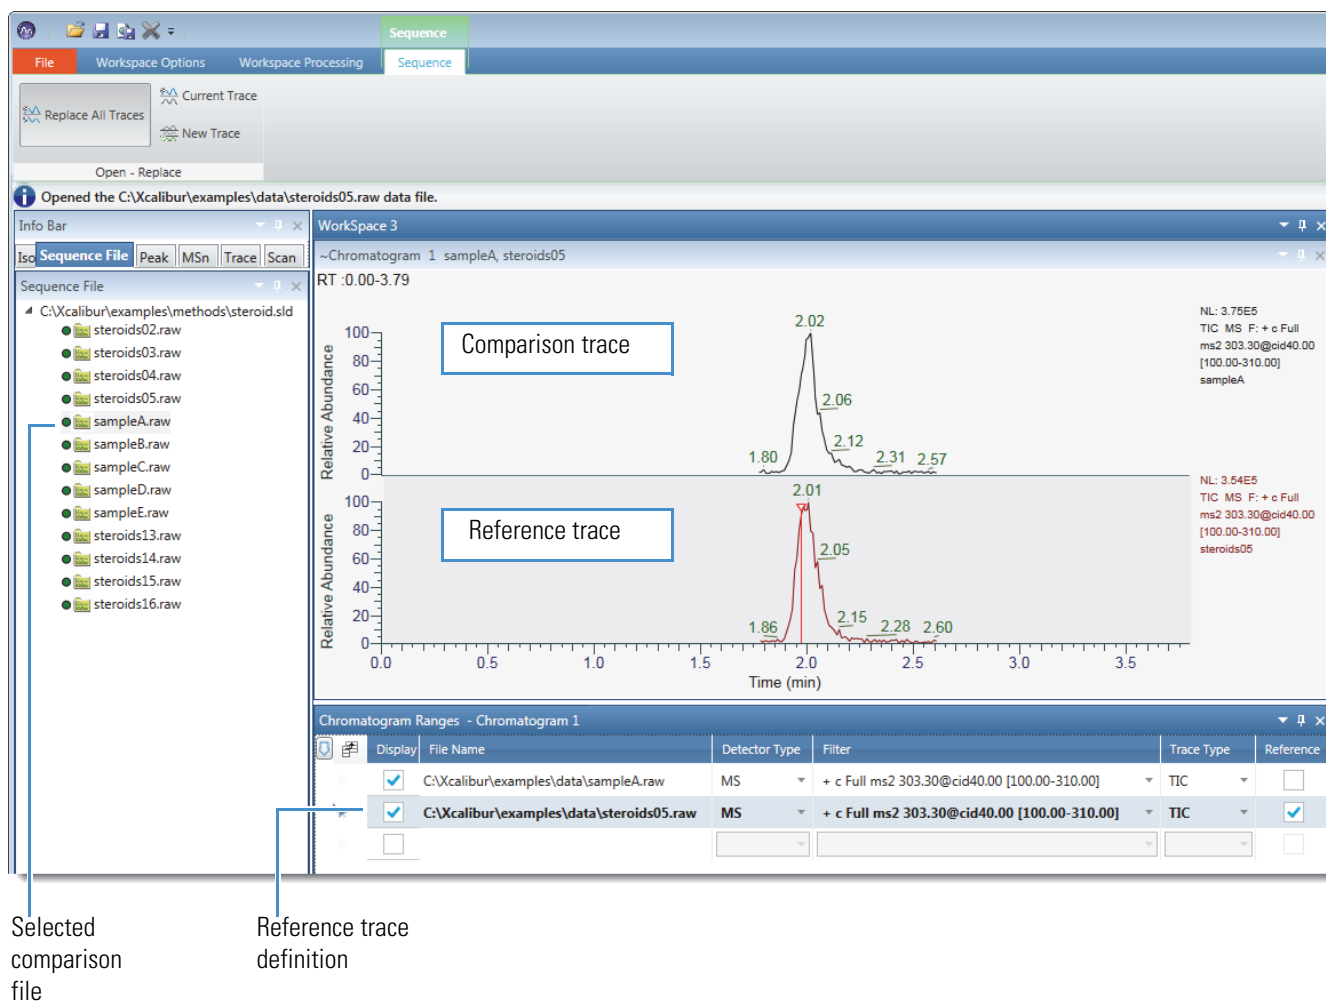 Sequence
File Workspace Options Workspace Processing Sequence
Replace All Traces
Current Trace
New Trace
Open - Replace
Opened the C:\Xcalibur\examples\data\steroids05.raw data file.
Info Bar
Iso Sequence File Peak MSn Trace Scan
Sequence File
C:\Xcalibur\examples\methods\steroid.sld
steroids02.raw
steroids03.raw
steroids04.raw
steroids05.raw
sampleA.raw
sampleB.raw
sampleC.raw
sampleD.raw
sampleE.raw
steroids13.raw
steroids14.raw
steroids15.raw
steroids16.raw
WorkSpace 3
~Chromatogram 1 sampleA, steroids05
RT :0.00-3.79
Comparison trace
Relative Abundance
100
80
60
40
20
0
2.02
2.06
2.12
1.80
2.31
2.57
NL: 3.75E5
TIC MS F: + c Full
ms2 303.30@cid40.00
[100.00-310.00]
sampleA
Reference trace
Relative Abundance
100
80
60
40
20
0
2.01
2.05
2.15
1.86
2.28
2.60
NL: 3.54E5
TIC MS F: + c Full
ms2 303.30@cid40.00
[100.00-310.00]
steroids05
0.0 0.5 1.0 1.5 2.0 2.5 3.0 3.5
Time (min)
Chromatogram Ranges - Chromatogram 1
Display File Name Detector Type Filter Trace Type Reference
C:\Xcalibur\examples\data\sampleA.raw MS + c Full ms2 303.30@cid40.00 [100.00-310.00] TIC
C:\Xcalibur\examples\data\steroids05.raw MS + c Full ms2 303.30@cid40.00 [100.00-310.00] TIC
Selected
comparison
file
Reference trace
definition